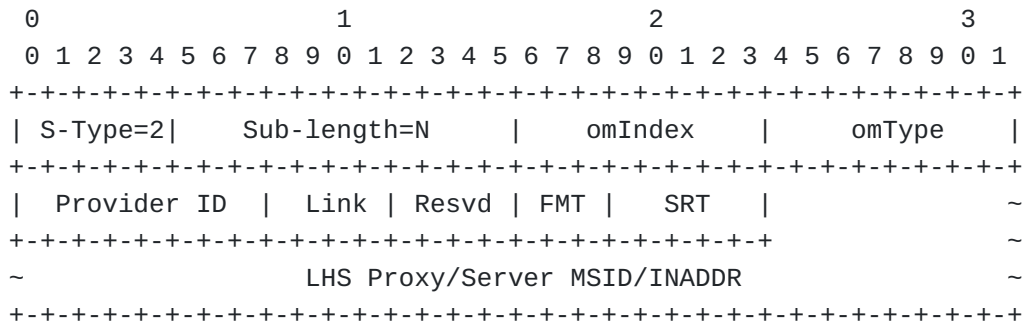 0                   1                   2                   3
 0 1 2 3 4 5 6 7 8 9 0 1 2 3 4 5 6 7 8 9 0 1 2 3 4 5 6 7 8 9 0 1
+-+-+-+-+-+-+-+-+-+-+-+-+-+-+-+-+-+-+-+-+-+-+-+-+-+-+-+-+-+-+-+-+
| S-Type=2|    Sub-length=N     |    omIndex    |     omType    |
+-+-+-+-+-+-+-+-+-+-+-+-+-+-+-+-+-+-+-+-+-+-+-+-+-+-+-+-+-+-+-+-+
|  Provider ID  |  Link | Resvd | FMT |   SRT   |               ~
+-+-+-+-+-+-+-+-+-+-+-+-+-+-+-+-+-+-+-+-+-+-+-+-+               ~
~                  LHS Proxy/Server MSID/INADDR                 ~
+-+-+-+-+-+-+-+-+-+-+-+-+-+-+-+-+-+-+-+-+-+-+-+-+-+-+-+-+-+-+-+-+